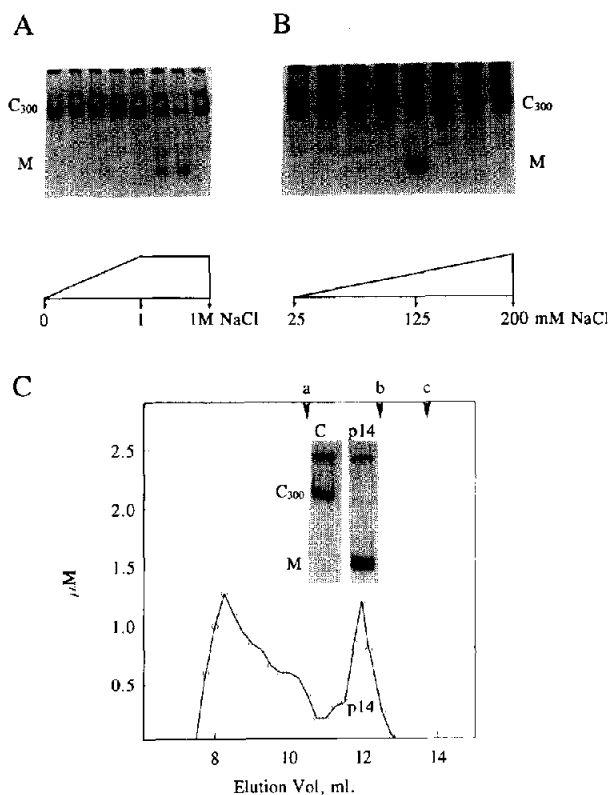 A
B
C300
M
C300
M
0 1 1M NaCl
25 125 200 mM NaCl
C
a b c
C p14
C300
M
2.5
2.0
1.5
1.0
0.5
μM
p14
8 10 12 14
Elution Vol, ml.